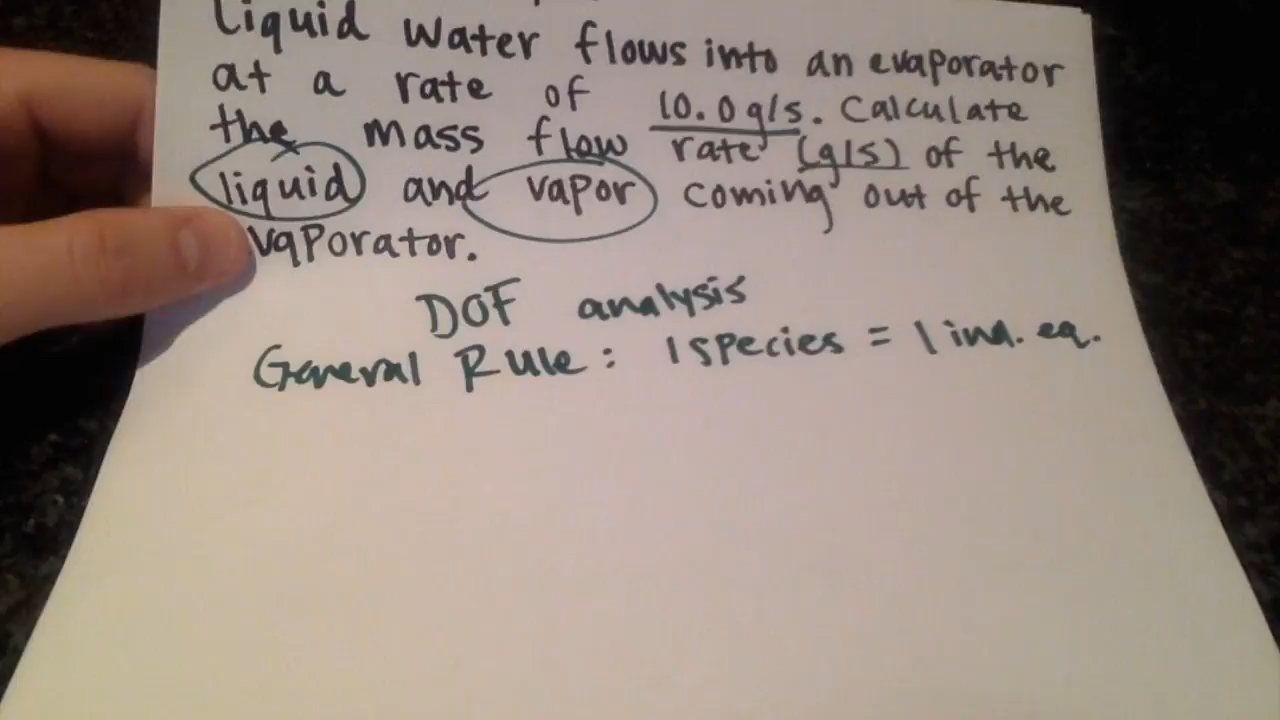 Liquid Water flows into an evaporator
at a rate of 10.0 g/s. Calculate
the mass flow rate (g/s) of the
liquid and vapor coming out of the
vaporator.
DOF analysis
General Rule: 1 species = 1 ind. eq.